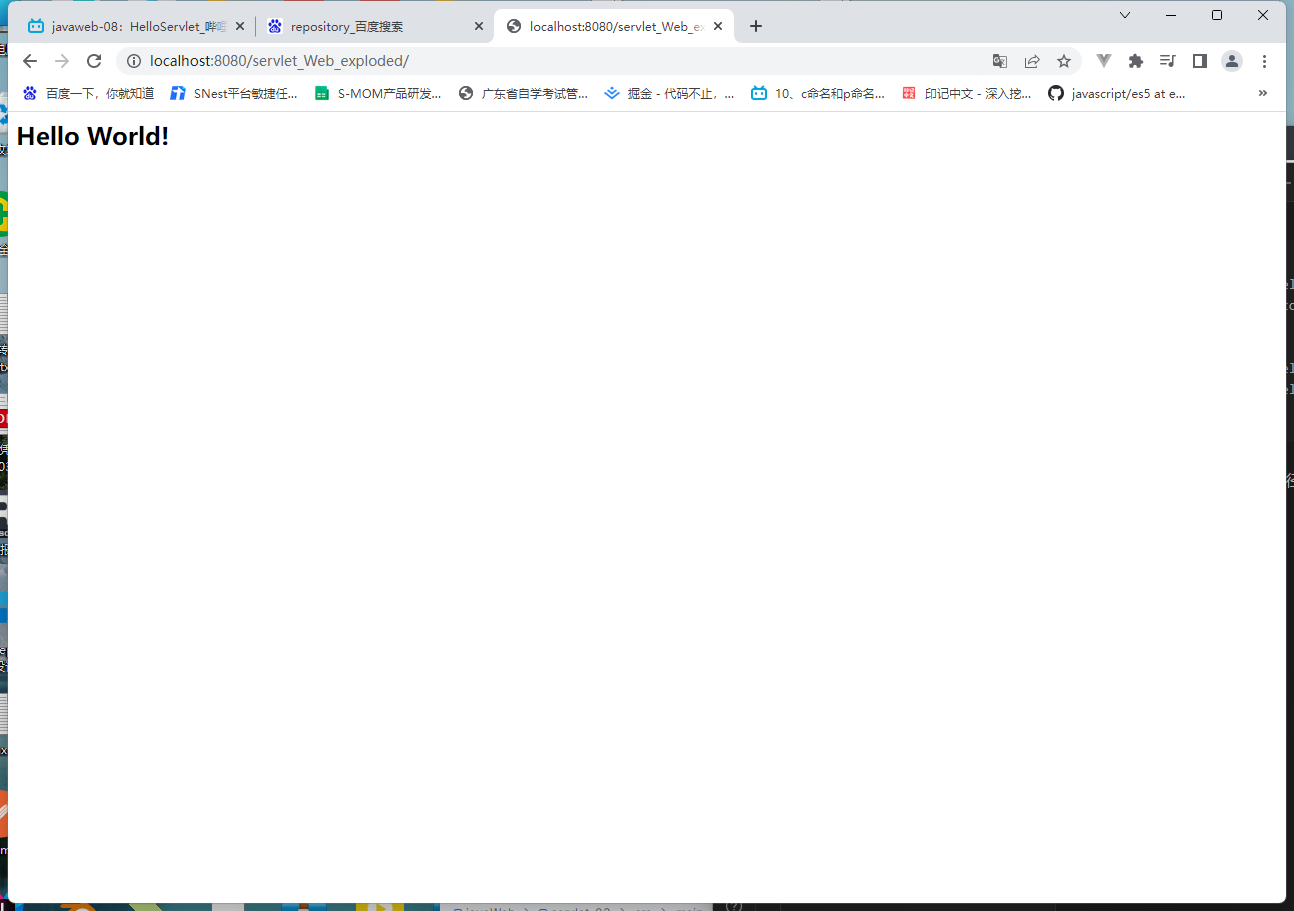 javaweb-08：HelloServlet_哔哩
repository_百度搜索
localhost:8080/servlet_Web_ex
localhost:8080/servlet_Web_exploded/
百度一下，你就知道
SNest平台敏捷任...
S-MOM产品研发...
广东省自学考试管...
掘金 - 代码不止，...
10、c命名和p命名...
印记中文 - 深入挖...
javascript/es5 at e...
Hello World!